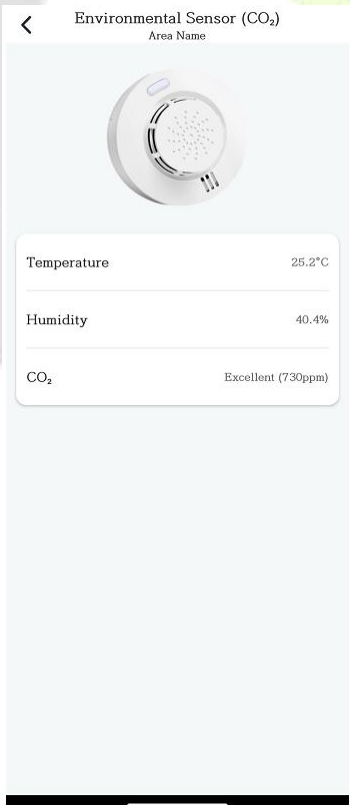 Environmental Sensor (CO₂)
Area Name
Temperature 25.2°C
Humidity 40.4%
CO₂ Excellent (730ppm)